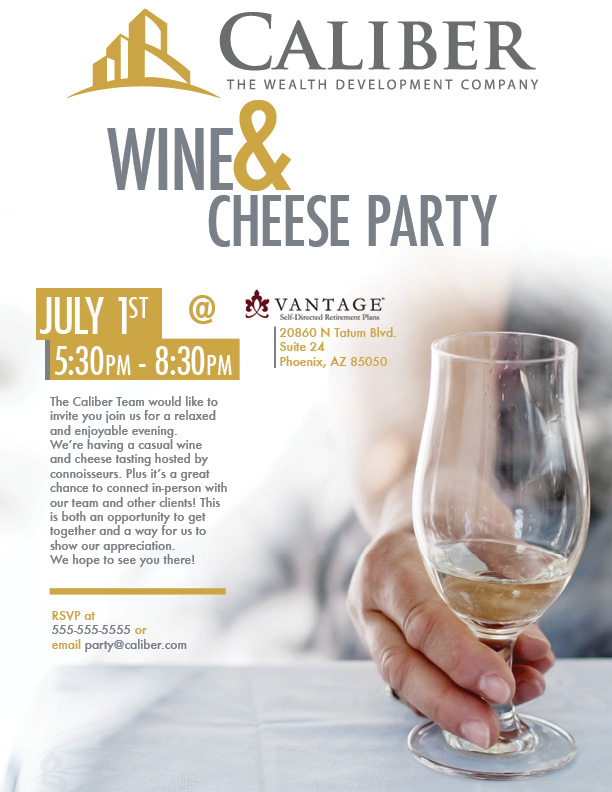 CALIBER
THE WEALTH DEVELOPMENT COMPANY
WINE &
CHEESE PARTY
JULY 1ST @
5:30PM - 8:30PM
VANTAGE
Self-Directed Retirement Plans
20860 N Tatum Blvd.
Suite 24
Phoenix, AZ 85050
The Caliber Team would like to
invite you join us for a relaxed
and enjoyable evening.
We're having a casual wine
and cheese tasting hosted by
connoisseurs. Plus it's a great
chance to connect in-person with
our team and other clients! This
is both an opportunity to get
together and a way for us to
show our appreciation.
We hope to see you there!
RSVP at
555-555-5555 or
email party@caliber.com